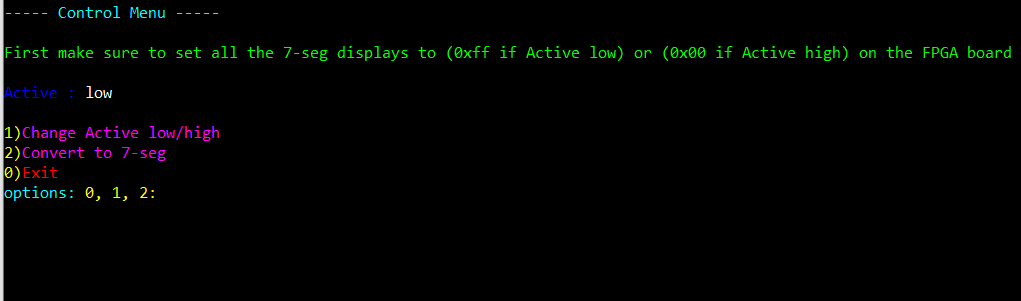 ----- Control Menu -----
First make sure to set all the 7-seg displays to (0xff if Active low) or (0x00 if Active high) on the FPGA board
Active : low
1)Change Active low/high
2)Convert to 7-seg
0)Exit
options: 0, 1, 2: